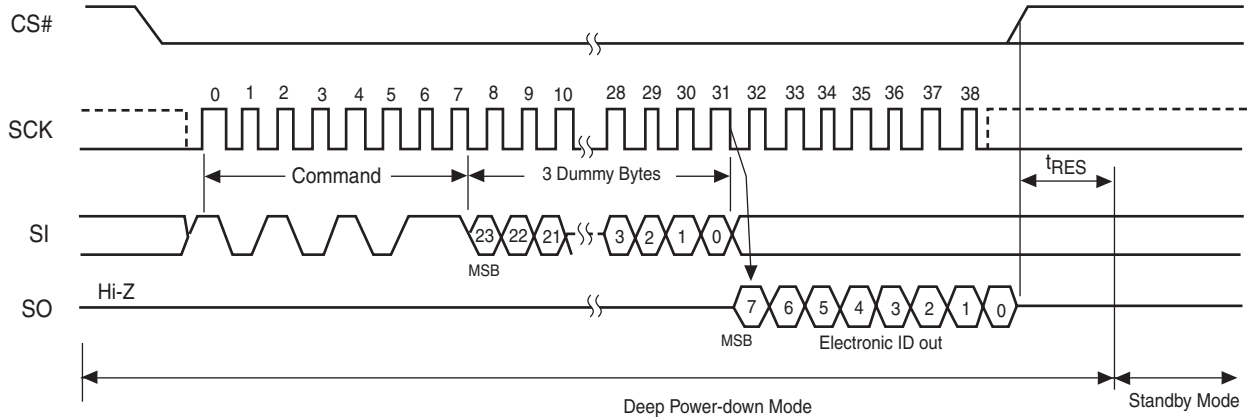 CS#
0 1 2 3 4 5 6 7 8 9 10 28 29 30 31 32 33 34 35 36 37 38
SCK
tRES
Command 3 Dummy Bytes
SI 23 22 21 3 2 1 0
MSB
Hi-Z
SO 7 6 5 4 3 2 1 0
MSB Electronic ID out
Deep Power-down Mode Standby Mode